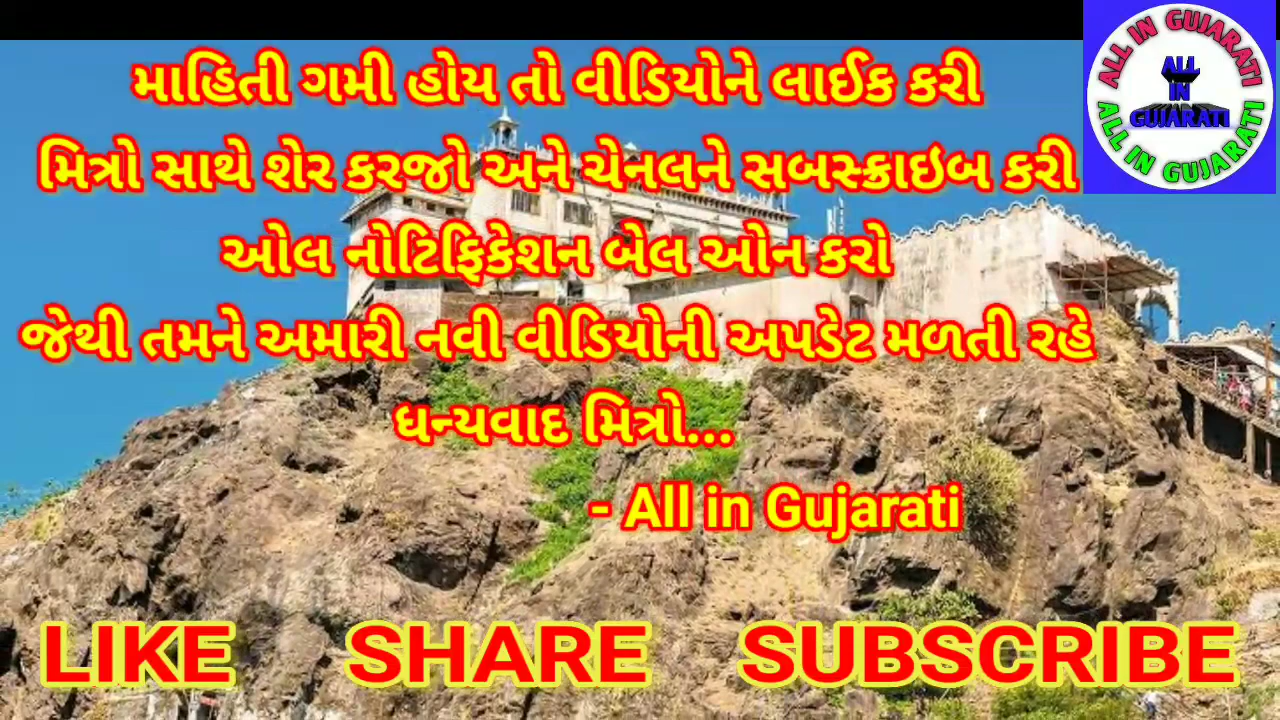 માહિતી ગમી હોય તો વીડિયોને લાઈક કરી
મિત્રો સાથે શેર કરજો અને ચેનલને સબસ્ક્રાઇબ કરી
ઓલ નોટિફિકેશન બેલ ઓન કરો
જેથી તમને અમારી નવી વીડિયોની અપડેટ મળતી રહે
ધન્યવાદ મિત્રો...
- All in Gujarati
LIKE SHARE SUBSCRIBE
ALL IN GUJARATI
ALL
IN
GUJARATI
ALL IN GUJARATI